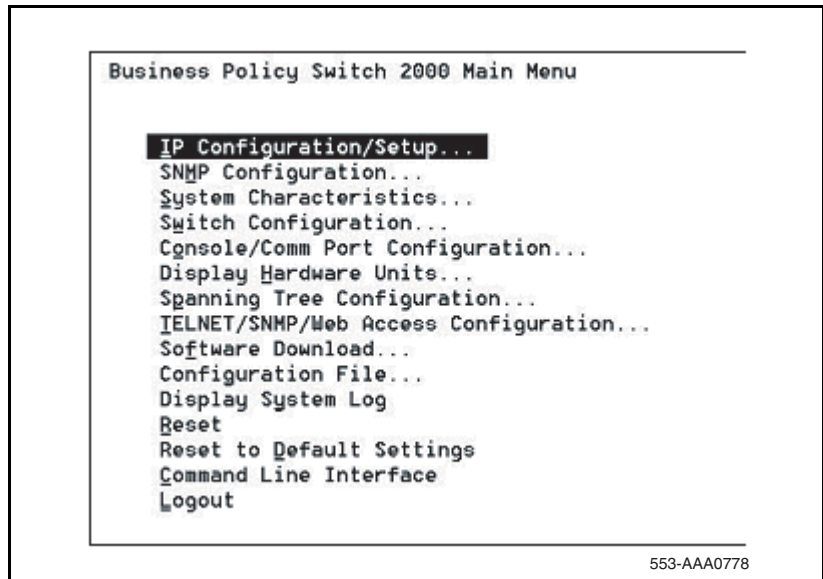 Business Policy Switch 2000 Main Menu
IP Configuration/Setup...
SNMP Configuration...
System Characteristics...
Switch Configuration...
Console/Comm Port Configuration...
Display Hardware Units...
Spanning Tree Configuration...
TELNET/SNMP/Web Access Configuration...
Software Download...
Configuration File...
Display System Log
Reset
Reset to Default Settings
Command Line Interface
Logout
553-AAA0778